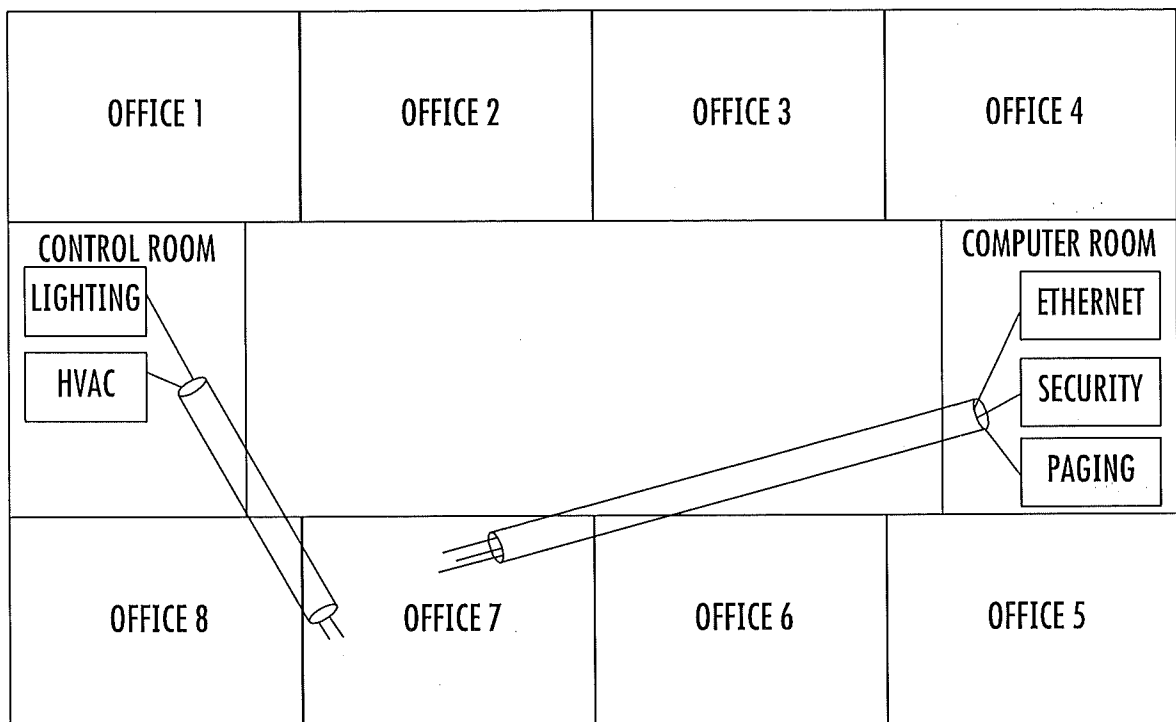 OFFICE 1
OFFICE 2
OFFICE 3
OFFICE 4
CONTROL ROOM
LIGHTING
HVAC
COMPUTER ROOM
ETHERNET
SECURITY
PAGING
OFFICE 8
OFFICE 7
OFFICE 6
OFFICE 5